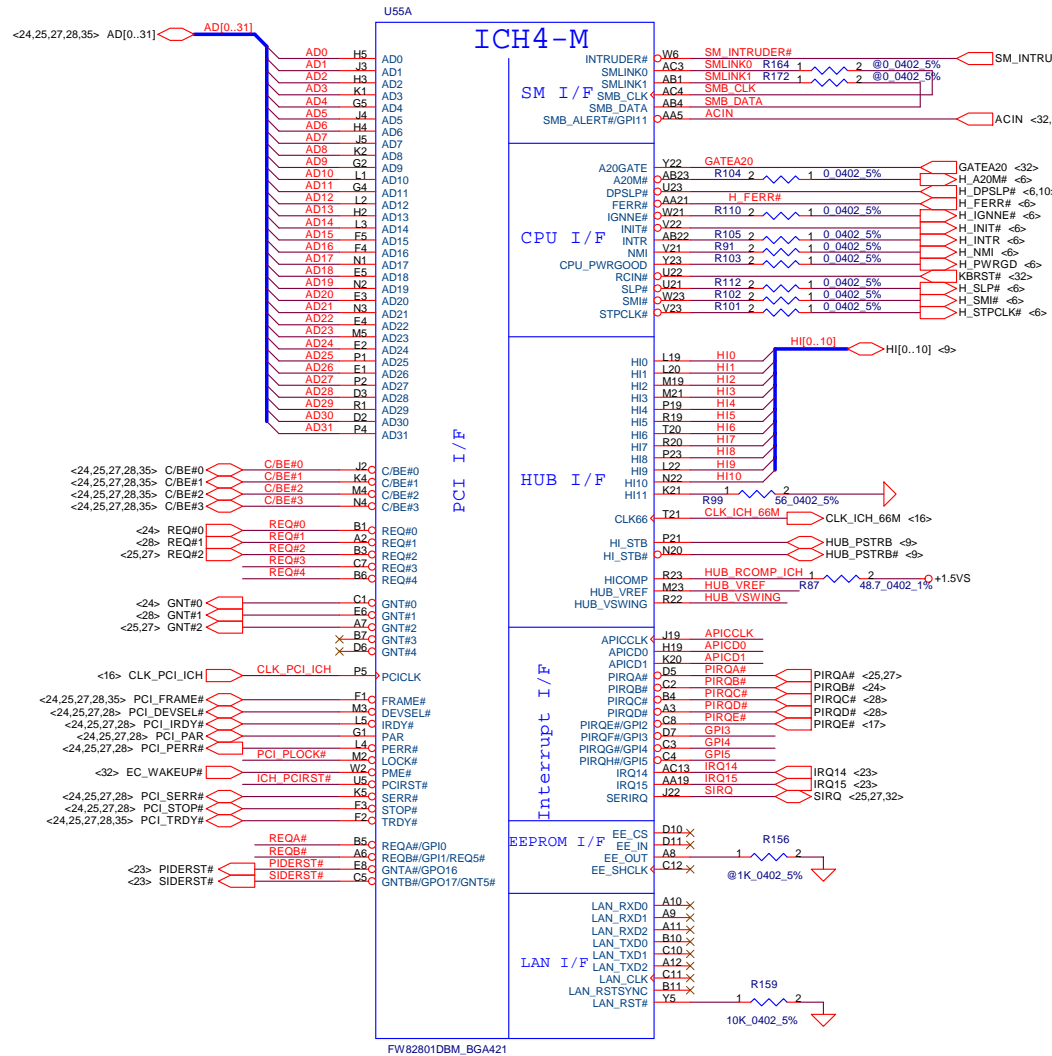 U55A
ICH4-M
<24,25,27,28,35> AD[0..31] AD[0..31]
AD0 H5 AD0
AD1 J3 AD1
AD2 H3 AD2
AD3 K1 AD3
AD4 G5 AD4
AD5 J4 AD5
AD6 H4 AD6
AD7 J5 AD7
AD8 K2 AD8
AD9 G2 AD9
AD10 L1 AD10
AD11 G4 AD11
AD12 L2 AD12
AD13 H2 AD13
AD14 L3 AD14
AD15 F5 AD15
AD16 F4 AD16
AD17 N1 AD17
AD18 E5 AD18
AD19 N2 AD19
AD20 E3 AD20
AD21 N3 AD21
AD22 E4 AD22
AD23 M5 AD23
AD24 E2 AD24
AD25 P1 AD25
AD26 E1 AD26
AD27 P2 AD27
AD28 D3 AD28
AD29 R1 AD29
AD30 D2 AD30
AD31 P4 AD31
PCI I/F
<24,25,27,28,35> C/BE#0 C/BE#0 J2 C/BE#0
<24,25,27,28,35> C/BE#1 C/BE#1 K4 C/BE#1
<24,25,27,28,35> C/BE#2 C/BE#2 M4 C/BE#2
<24,25,27,28,35> C/BE#3 C/BE#3 N4 C/BE#3
<24> REQ#0 REQ#0 B1 REQ#0
<28> REQ#1 REQ#1 A2 REQ#1
<25,27> REQ#2 REQ#2 B3 REQ#2
REQ#3 C7 REQ#3
REQ#4 B6 REQ#4
<24> GNT#0 C1 GNT#0
<28> GNT#1 E6 GNT#1
<25,27> GNT#2 A7 GNT#2
B7 GNT#3
D6 GNT#4
<16> CLK_PCI_ICH CLK_PCI_ICH P5 PCICLK
<24,25,27,28,35> PCI_FRAME# F1 FRAME#
<24,25,27,28> PCI_DEVSEL# M3 DEVSEL#
<24,25,27,28> PCI_IRDY# L5 IRDY#
<24,25,27,28> PCI_PAR G1 PAR
<24,25,27,28> PCI_PERR# L4 PERR#
PCI_PLOCK# M2 LOCK#
<32> EC_WAKEUP# W2 PME#
ICH_PCIRST# U5 PCIRST#
<24,25,27,28> PCI_SERR# K5 SERR#
<24,25,27,28> PCI_STOP# F3 STOP#
<24,25,27,28,35> PCI_TRDY# F2 TRDY#
REQA# B5 REQA#/GPI0
REQB# A6 REQB#/GPI1/REQ5#
<23> PIDERST# PIDERST# E8 GNTA#/GPO16
<23> SIDERST# SIDERST# C5 GNTB#/GPO17/GNT5#
SM I/F
INTRUDER# W6 SM_INTRUDER# SM_INTRU
SMLINK0 AC3 SMLINK0 R164 1 2 @0_0402_5%
SMLINK1 AB1 SMLINK1 R172 1 2 @0_0402_5%
SMB_CLK AC4 SMB_CLK
SMB_DATA AB4 SMB_DATA
SMB_ALERT#/GPI11 AA5 ACIN ACIN <32,
CPU I/F
A20GATE Y22 GATEA20 GATEA20 <32>
A20M# AB23 R104 2 1 0_0402_5% H_A20M# <6>
DPSLP# U23 H_DPSLP# <6,10>
FERR# AA21 H_FERR# H_FERR# <6>
IGNNE# W21 R110 2 1 0_0402_5% H_IGNNE# <6>
INIT# V22 H_INIT# <6>
INTR AB22 R105 2 1 0_0402_5% H_INTR <6>
NMI V21 R91 2 1 0_0402_5% H_NMI <6>
CPU_PWRGOOD Y23 R103 2 1 0_0402_5% H_PWRGD <6>
RCIN# U22 KBRST# <32>
SLP# U21 R112 2 1 0_0402_5% H_SLP# <6>
SMI# W23 R102 2 1 0_0402_5% H_SMI# <6>
STPCLK# V23 R101 2 1 0_0402_5% H_STPCLK# <6>
HUB I/F
HI[0..10] HI[0..10] <9>
HI0 L19 HI0
HI1 L20 HI1
HI2 M19 HI2
HI3 M21 HI3
HI4 P19 HI4
HI5 R19 HI5
HI6 T20 HI6
HI7 R20 HI7
HI8 P23 HI8
HI9 L22 HI9
HI10 N22 HI10
HI11 K21 R99 1 2 56_0402_5%
CLK66 T21 CLK_ICH_66M CLK_ICH_66M <16>
HI_STB P21 HUB_PSTRB <9>
HI_STB# N20 HUB_PSTRB# <9>
HICOMP R23 HUB_RCOMP_ICH R87 1 2 48.7_0402_1% +1.5VS
HUB_VREF M23 HUB_VREF
HUB_VSWING R22 HUB_VSWING
Interrupt I/F
APICCLK J19 APICCLK
APICD0 H19 APICD0
APICD1 K20 APICD1
PIRQA# D5 PIRQA# PIRQA# <25,27>
PIRQB# C2 PIRQB# PIRQB# <24>
PIRQC# B4 PIRQC# PIRQC# <28>
PIRQD# A3 PIRQD# PIRQD# <28>
PIRQE#/GPI2 C8 PIRQE# PIRQE# <17>
PIRQF#/GPI3 D7 GPI3
PIRQG#/GPI4 C3 GPI4
PIRQH#/GPI5 C4 GPI5
IRQ14 AC13 IRQ14 IRQ14 <23>
IRQ15 AA19 IRQ15 IRQ15 <23>
SERIRQ J22 SIRQ SIRQ <25,27,32>
EEPROM I/F
EE_CS D10
EE_IN D11
EE_OUT A8 R156 1 2 @1K_0402_5%
EE_SHCLK C12
LAN I/F
LAN_RXD0 A10
LAN_RXD1 A9
LAN_RXD2 A11
LAN_TXD0 B10
LAN_TXD1 C10
LAN_TXD2 A12
LAN_CLK C11
LAN_RSTSYNC B11
LAN_RST# Y5 R159 1 2 10K_0402_5%
FW82801DBM_BGA421